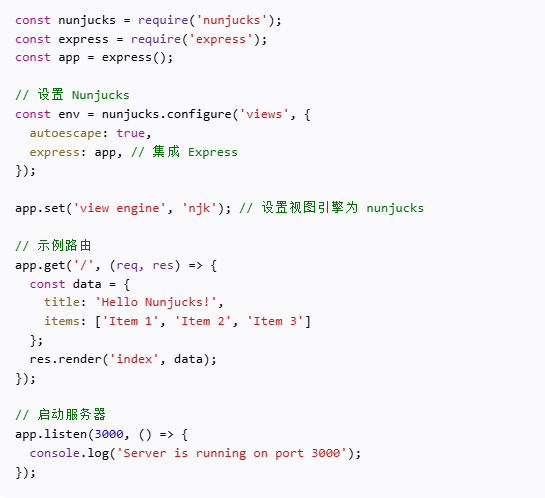 const nunjucks = require('nunjucks');
const express = require('express');
const app = express();

// 设置 Nunjucks
const env = nunjucks.configure('views', {
  autoescape: true,
  express: app, // 集成 Express
});

app.set('view engine', 'njk'); // 设置视图引擎为 nunjucks

// 示例路由
app.get('/', (req, res) => {
  const data = {
    title: 'Hello Nunjucks!',
    items: ['Item 1', 'Item 2', 'Item 3']
  };
  res.render('index', data);
});

// 启动服务器
app.listen(3000, () => {
  console.log('Server is running on port 3000');
});